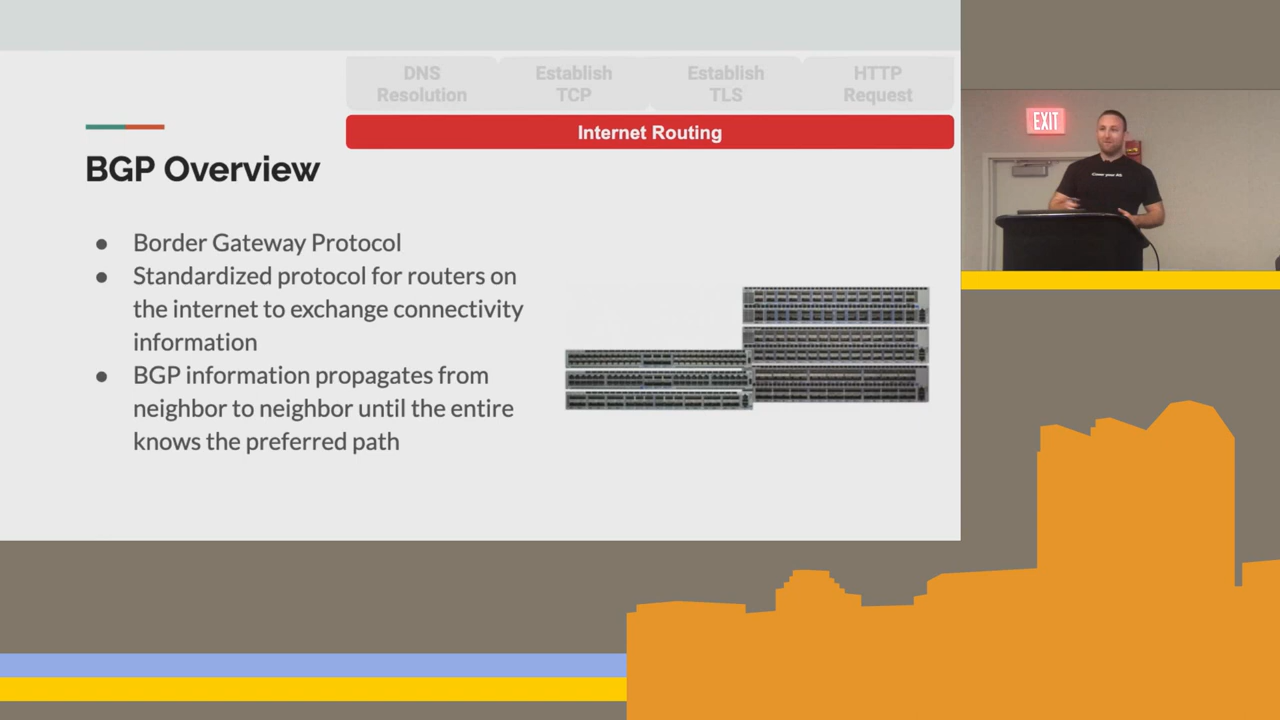 DNS
Resolution
Establish
TCP
Establish
TLS
HTTP
Request
Internet Routing
BGP Overview
● Border Gateway Protocol
● Standardized protocol for routers on
the internet to exchange connectivity
information
● BGP information propagates from
neighbor to neighbor until the entire
knows the preferred path
EXIT